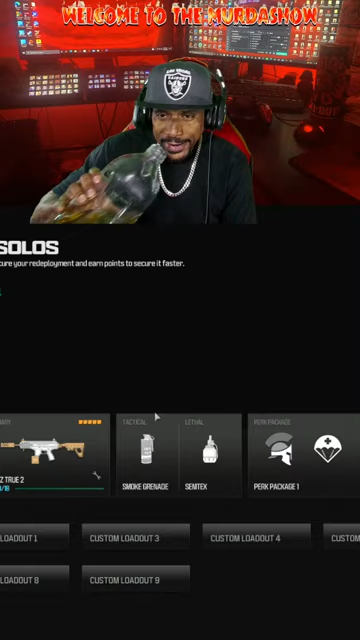 WELCOME TO THE MURDASHOW
RAIDERS
SOLOS
cure your redeployment and earn points to secure it faster.
TACTICAL
LETHAL
PERK PACKAGE
Z TRUE 2
/18
SMOKE GRENADE
SEMTEX
PERK PACKAGE 1
LOADOUT 1
CUSTOM LOADOUT 3
CUSTOM LOADOUT 4
CUSTOM
LOADOUT 8
CUSTOM LOADOUT 9